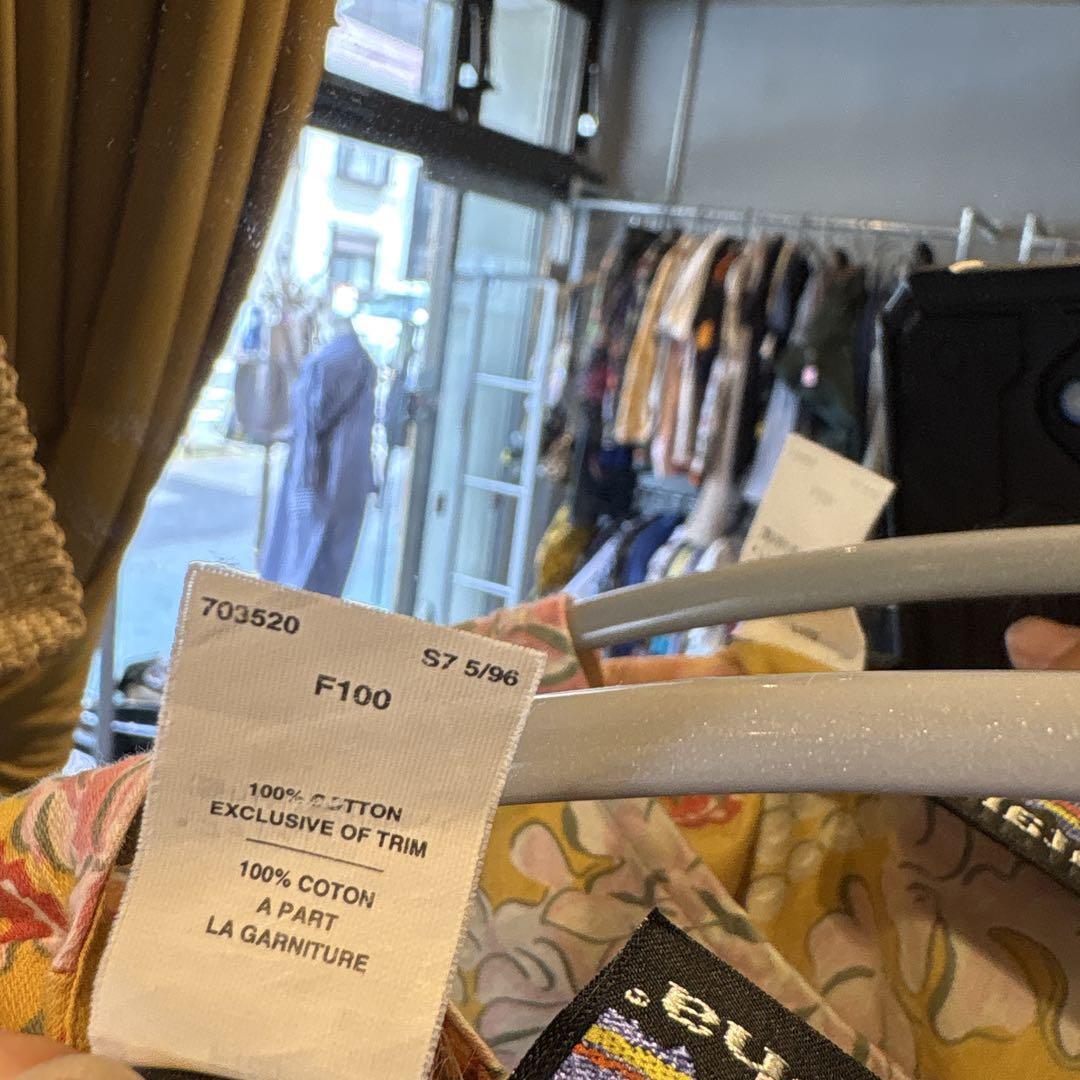 703520
S7 5/96
F100
100% COTTON
EXCLUSIVE OF TRIM
100% COTON
A PART
LA GARNITURE